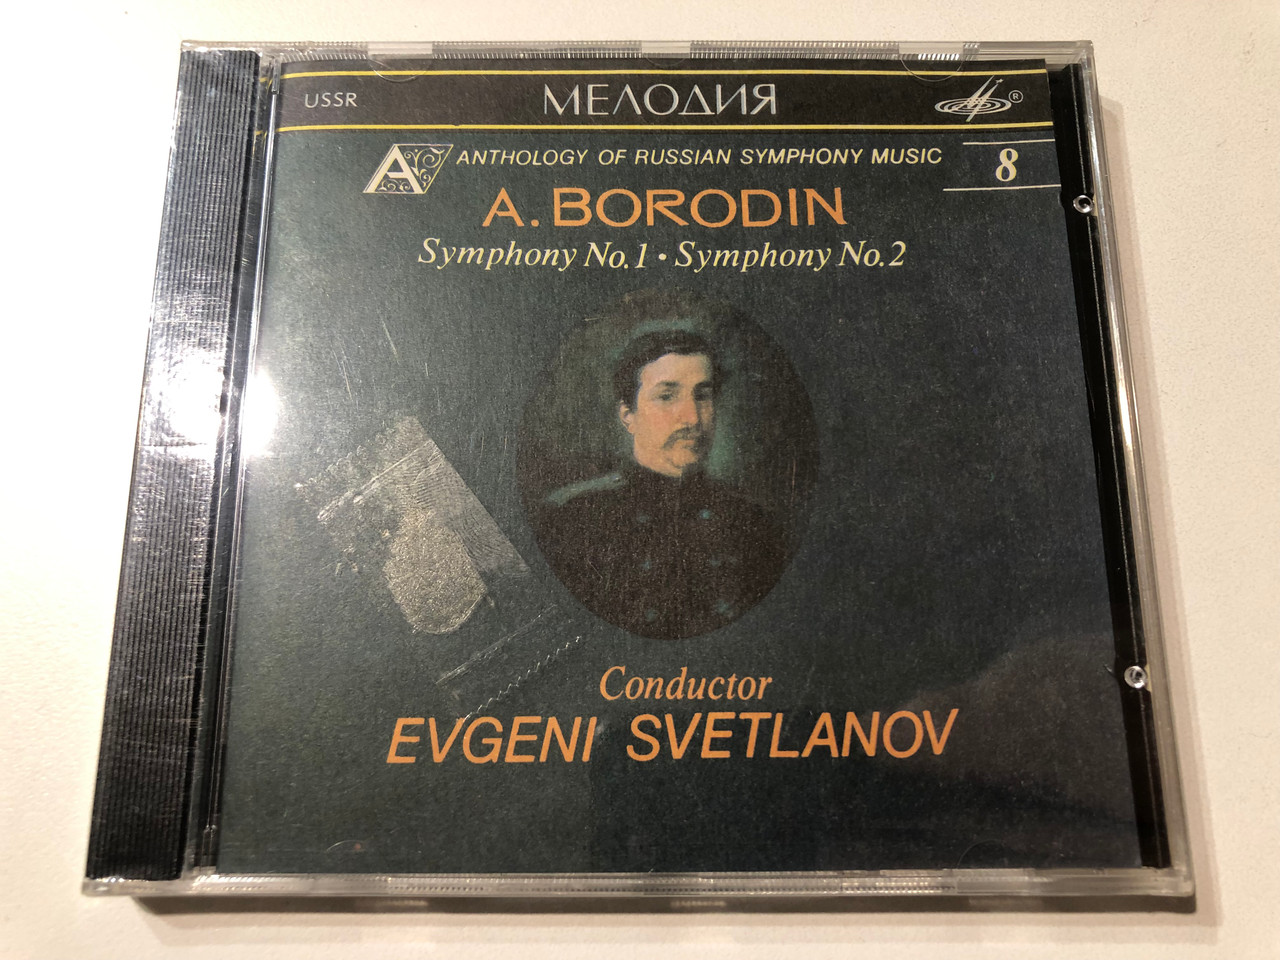 USSR МЕЛОДИЯ ®
A ANTHOLOGY OF RUSSIAN SYMPHONY MUSIC 8
A. BORODIN
Symphony No. 1 • Symphony No. 2
Conductor
EVGENI SVETLANOV